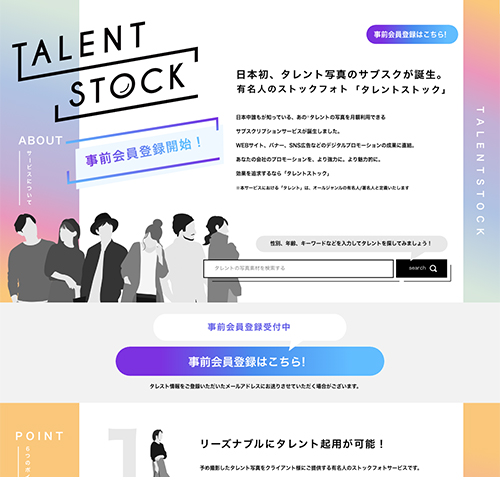 TALENT
STOCK
事前会員登録はこちら!
日本初、タレント写真のサブスクが誕生。
有名人のストックフォト「タレントストック」
ABOUT
サービスについて
事前会員登録開始！
日本中誰もが知っている、あの・タレントの写真を月額利用できる
サブスクリプションサービスが誕生しました。
WEBサイト、バナー、SNS広告などのデジタルプロモーションの成果に直結。
あなたの会社のプロモーションを、より強力に。より魅力的に。
効果を追求するなら「タレントストック」
※本サービスにおける「タレント」は、オールジャンルの有名人/著名人と定義いたします
TALENTSTOCK
性別、年齢、キーワードなどを入力してタレントを探してみましょう！
タレントの写真素材を検索する
search
事前会員登録受付中
事前会員登録はこちら!
タレスト情報をご登録いただいたメールアドレスにお送りさせていただく場合がございます。
POINT
6つの
1
リーズナブルにタレント起用が可能！
予め撮影したタレント写真をクライアント様にご提供する有名人のストックフォトサービスです。